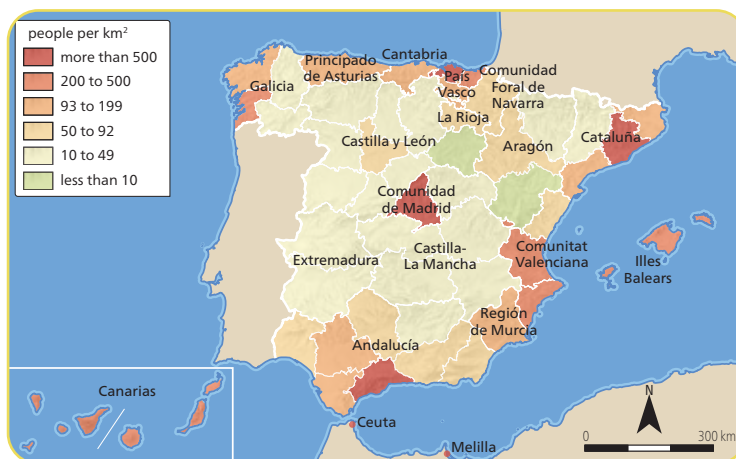 people per km²
more than 500
200 to 500
93 to 199
50 to 92
10 to 49
less than 10
Galicia
Principado
de Asturias
Cantabria
País
Vasco
Comunidad
Foral de
Navarra
La Rioja
Castilla y León
Aragón
Cataluña
Comunidad
de Madrid
Extremadura
Castilla-
La Mancha
Comunitat
Valenciana
Illes
Balears
Región
de Murcia
Andalucía
Canarias
Ceuta
Melilla
N
0 300 km